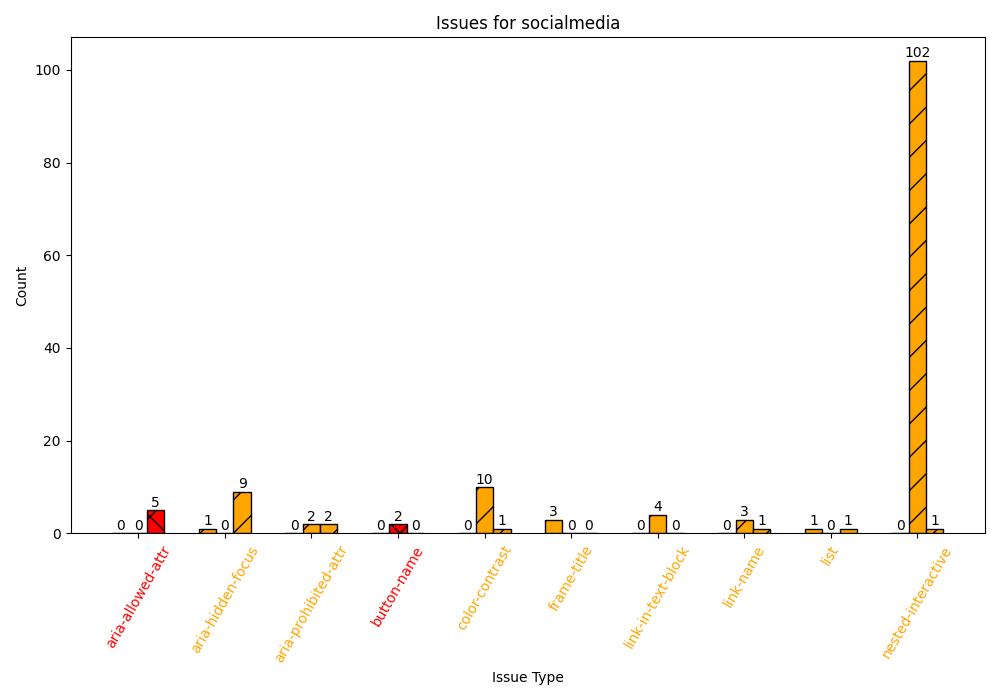 Issues for socialmedia
102
100
80
60
40
20
0
Count
0 0 5
1 0 9
0 2 2
0 2 0
0 10 1
3 0 0
0 4 0
0 3 1
1 0 1
0 1
aria-allowed-attr
aria-hidden-focus
aria-prohibited-attr
button-name
color-contrast
frame-title
link-in-text-block
link-name
list
nested-interactive
Issue Type